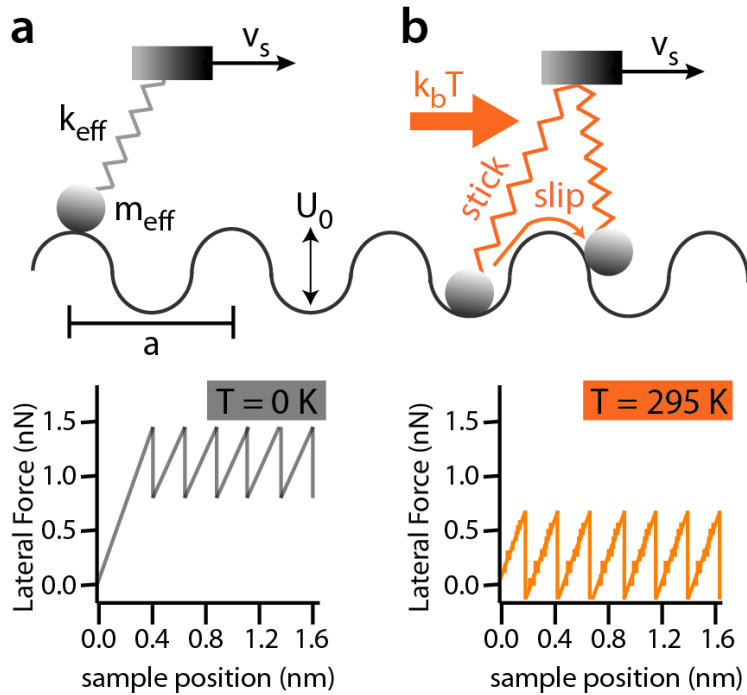 a
v_s
k_eff
m_eff
U_0
a
b
v_s
k_bT
stick
slip
T = 0 K
Lateral Force (nN)
1.5
1.0
0.5
0.0
0.0 0.4 0.8 1.2 1.6
sample position (nm)
T = 295 K
Lateral Force (nN)
1.5
1.0
0.5
0.0
0.0 0.4 0.8 1.2 1.6
sample position (nm)